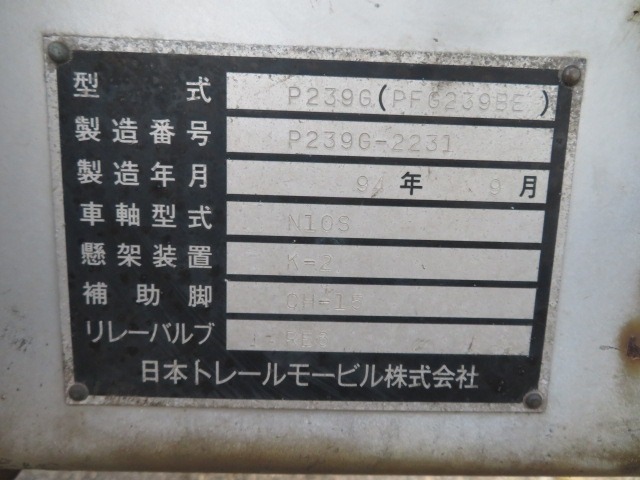 型式 P239G(PFG239BE)
製造番号 P239G-2231
製造年月 9 年 9 月
車軸型式 N10S
懸架装置 K-2
補助脚
リレーバルブ
日本トレールモービル株式会社